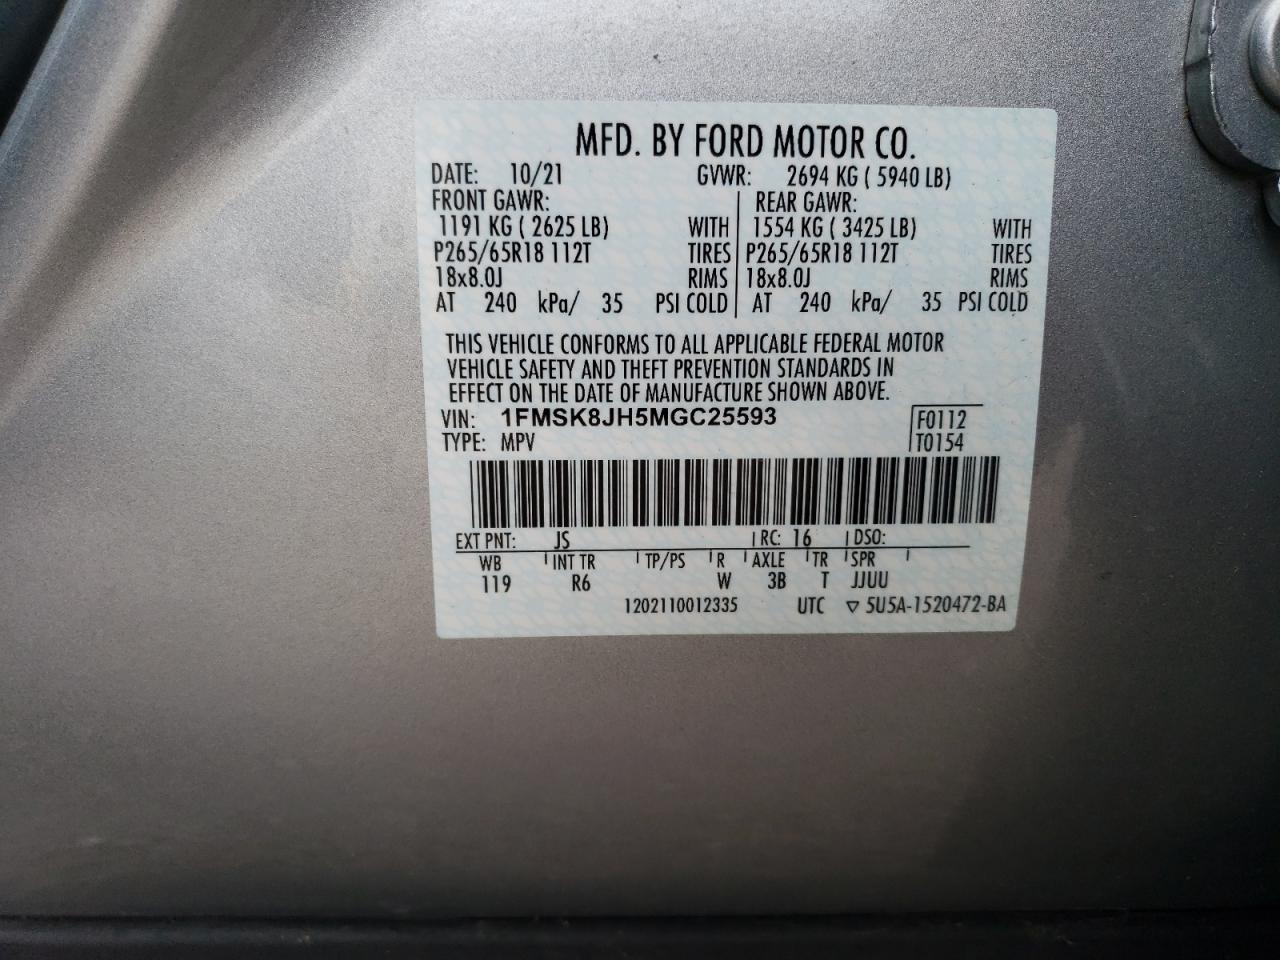 MFD. BY FORD MOTOR CO.
DATE: 10/21 GVWR: 2694 KG ( 5940 LB)
FRONT GAWR: REAR GAWR:
1191 KG ( 2625 LB) WITH 1554 KG ( 3425 LB) WITH
P265/65R18 112T TIRES P265/65R18 112T TIRES
18x8.0J RIMS 18x8.0J RIMS
AT 240 kPa/ 35 PSI COLD AT 240 kPa/ 35 PSI COLD
THIS VEHICLE CONFORMS TO ALL APPLICABLE FEDERAL MOTOR
VEHICLE SAFETY AND THEFT PREVENTION STANDARDS IN
EFFECT ON THE DATE OF MANUFACTURE SHOWN ABOVE.
VIN: 1FMSK8JH5MGC25593 F0112
TYPE: MPV T0154
EXT PNT: JS RC: 16 DSO:
WB INT TR TP/PS R AXLE TR SPR
119 R6 W 3B T JJUU
1202110012335 UTC ▽ 5U5A-1520472-BA